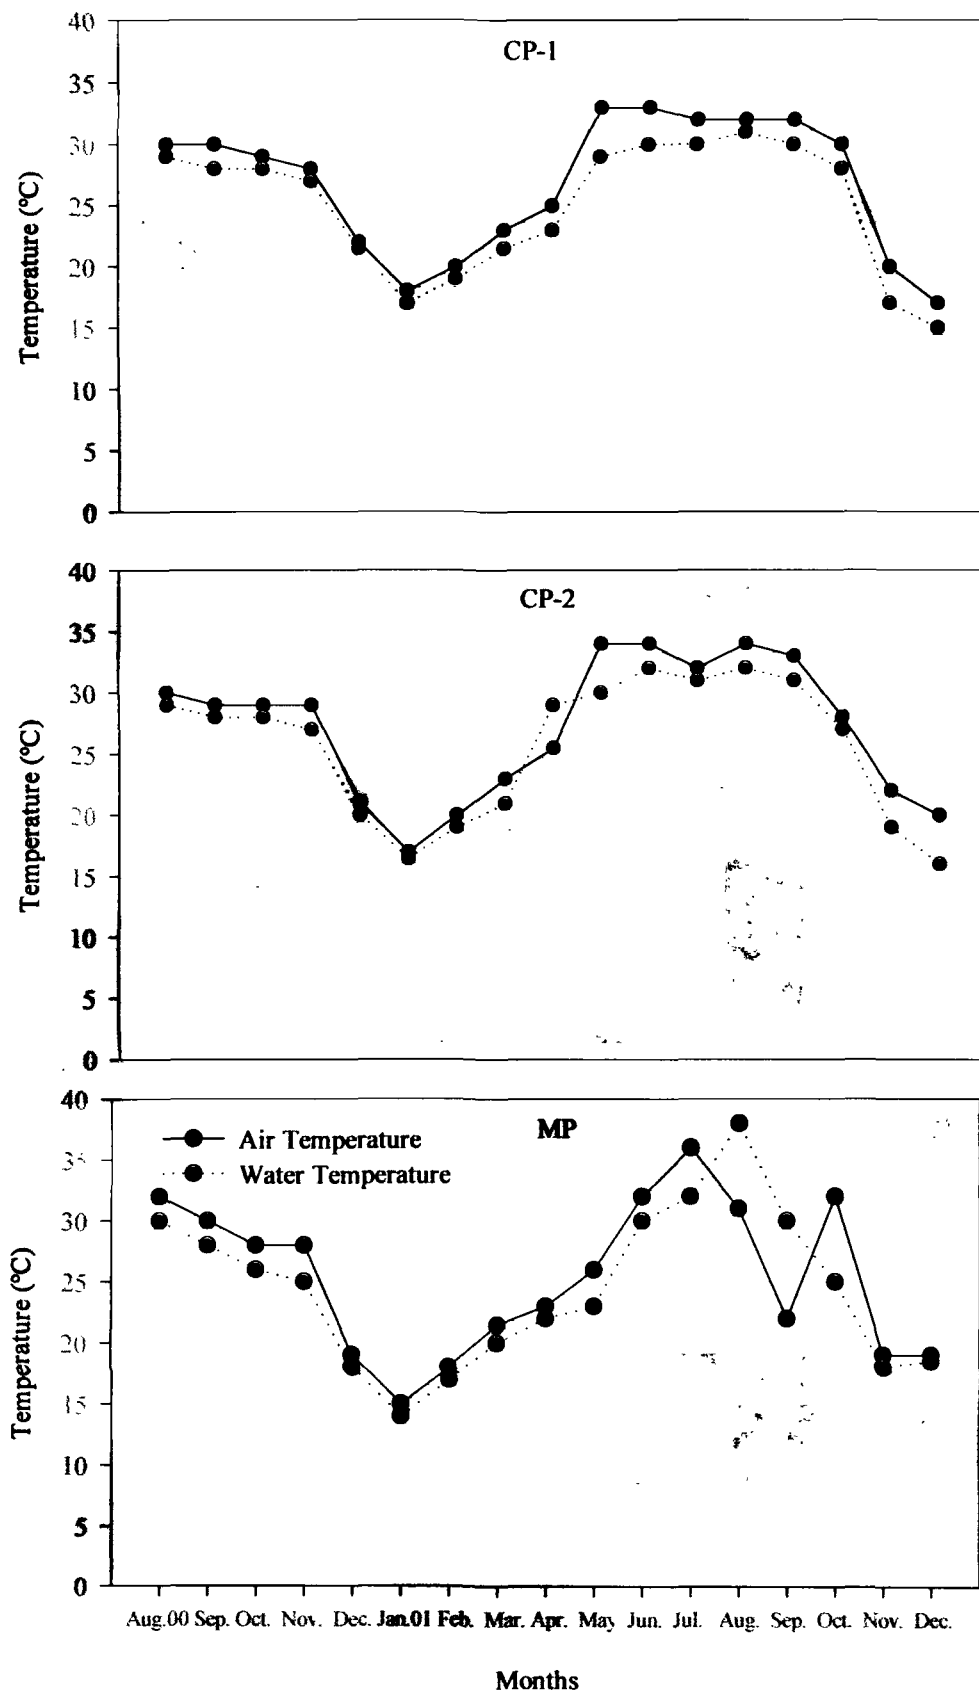 CP-1
40
35
30
25
20
15
10
5
0
Temperature (°C)
CP-2
40
35
30
25
20
15
10
5
0
Temperature (°C)
MP
Air Temperature
Water Temperature
40
35
30
25
20
15
10
5
0
Temperature (°C)
Aug.00 Sep. Oct. Nov. Dec. Jan.01 Feb. Mar. Apr. May Jun. Jul. Aug. Sep. Oct. Nov. Dec.
Months